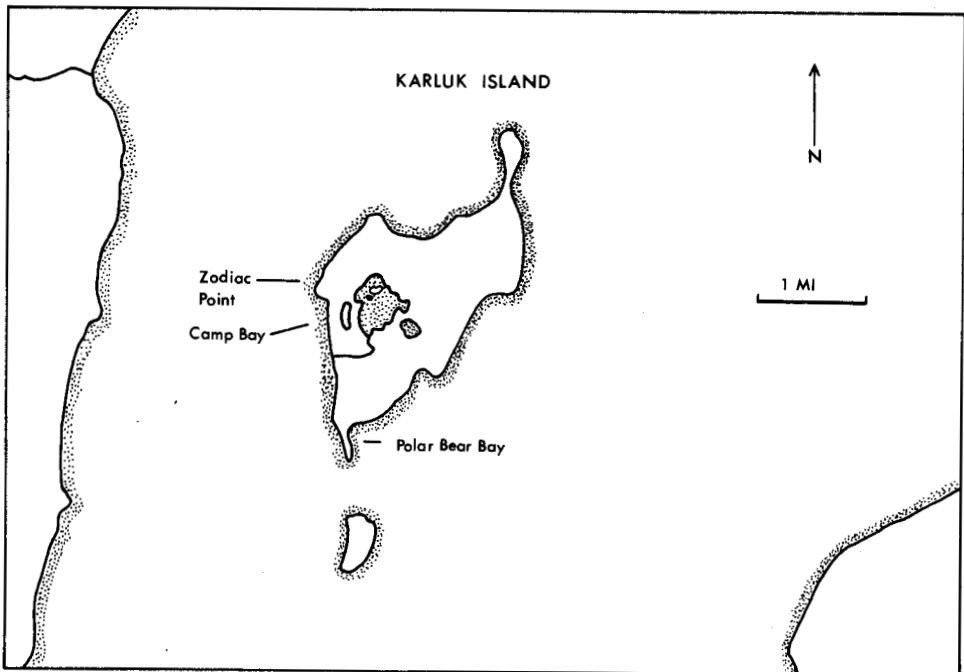 KARLUK ISLAND
N
Zodiac
Point
1 MI
Camp Bay
Polar Bear Bay